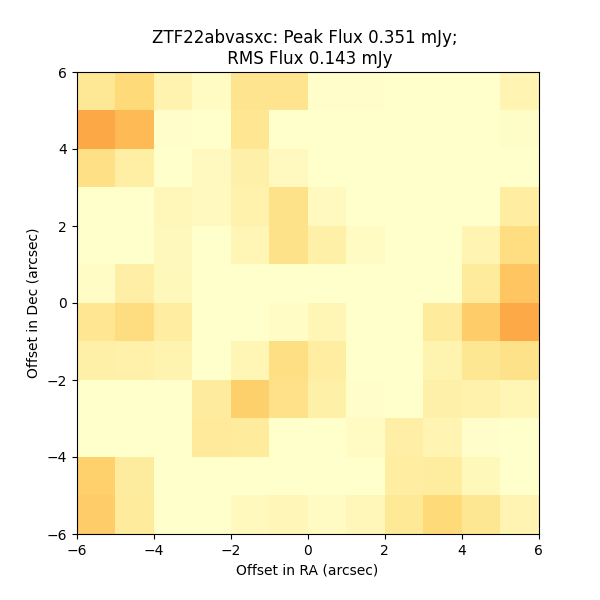 ZTF22abvasxc: Peak Flux 0.351 mJy;
RMS Flux 0.143 mJy
6
4
2
0
−2
−4
−6
Offset in Dec (arcsec)
−6 −4 −2 0 2 4 6
Offset in RA (arcsec)